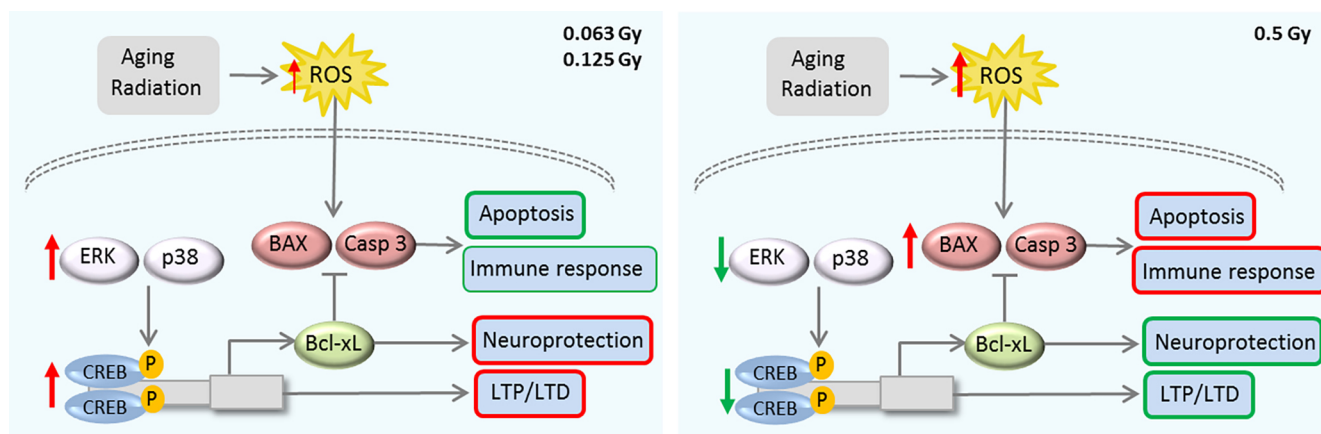 0.063 Gy
0.125 Gy
Aging
Radiation
ROS
BAX
Casp 3
Apoptosis
Immune response
ERK
p38
Bcl-xL
Neuroprotection
CREB
P
CREB
P
LTP/LTD
0.5 Gy
Aging
Radiation
ROS
BAX
Casp 3
Apoptosis
Immune response
ERK
p38
Bcl-xL
Neuroprotection
CREB
P
CREB
P
LTP/LTD